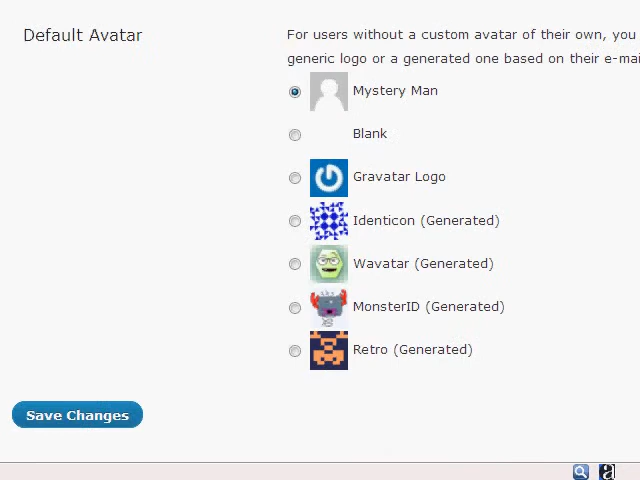 Default Avatar
For users without a custom avatar of their own, you
generic logo or a generated one based on their e-mai
Mystery Man
Blank
Gravatar Logo
Identicon (Generated)
Wavatar (Generated)
MonsterID (Generated)
Retro (Generated)
Save Changes
a